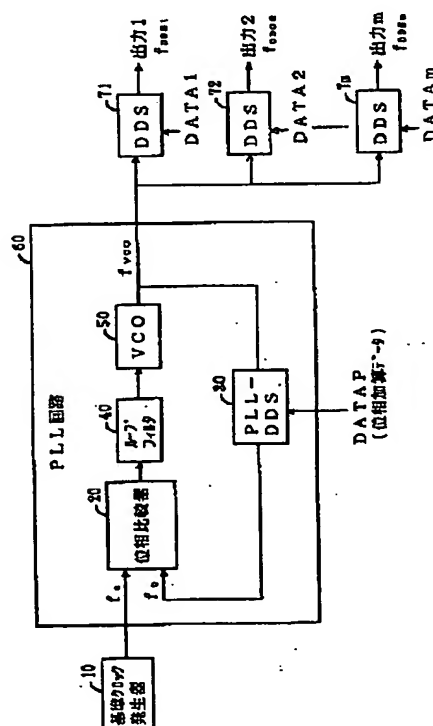 10
基準クロック
発生器
PLL回路
60
20
位相比較器
40
ループ
フィルタ
50
VCO
f vco
30
PLL-
DDS
DATAP
(位相加算データ)
71
DDS
DATA1
出力1
72
DDS
DATA2
出力2
7m
DDS
DATAm
出力m